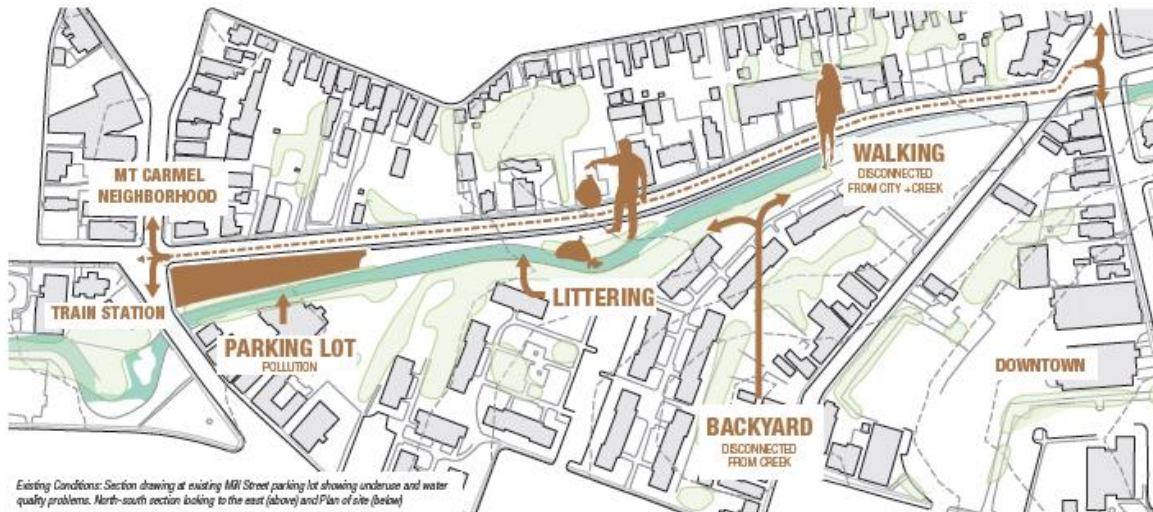 MT CARMEL
NEIGHBORHOOD
WALKING
DISCONNECTED
FROM CITY +CREEK
TRAIN STATION
LITTERING
PARKING LOT
POLLUTION
DOWNTOWN
BACKYARD
DISCONNECTED
FROM CREEK
Existing Conditions: Section drawing at existing Mill Street parking lot showing underuse and water
quality problems. North-south section looking to the east (above) and Plan of site (below)